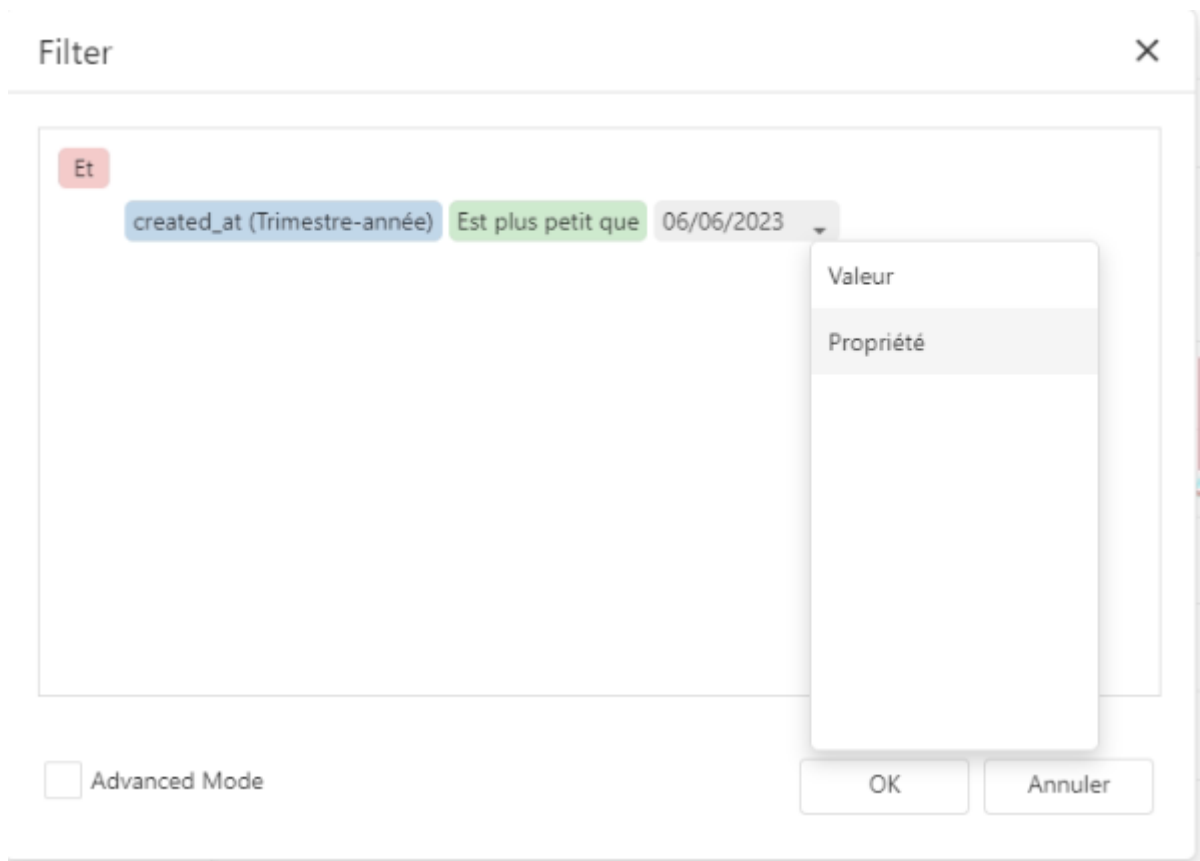 Filter
Et
created_at (Trimestre-année) Est plus petit que 06/06/2023
Valeur
Propriété
Advanced Mode
OK
Annuler